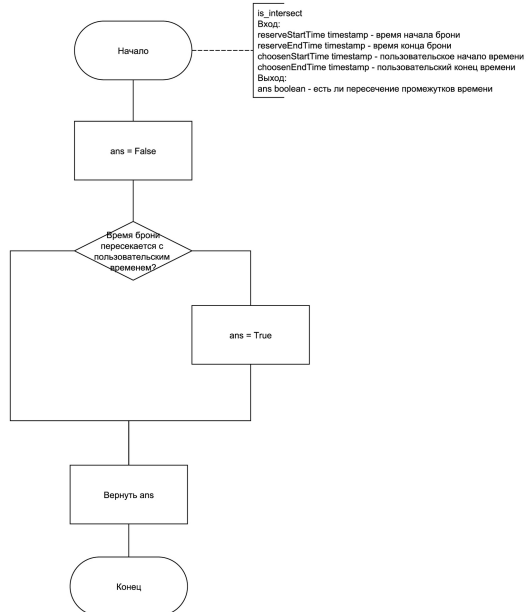 is_intersect
Вход:
reserveStartTime timestamp - время начала брони
reserveEndTime timestamp - время конца брони
choosenStartTime timestamp - пользовательское начало времени
choosenEndTime timestamp - пользовательский конец времени
Выход:
ans boolean - есть ли пересечение промежутков времени
Начало
ans = False
Время брони
пересекается с
пользовательским
временем?
ans = True
Вернуть ans
Конец